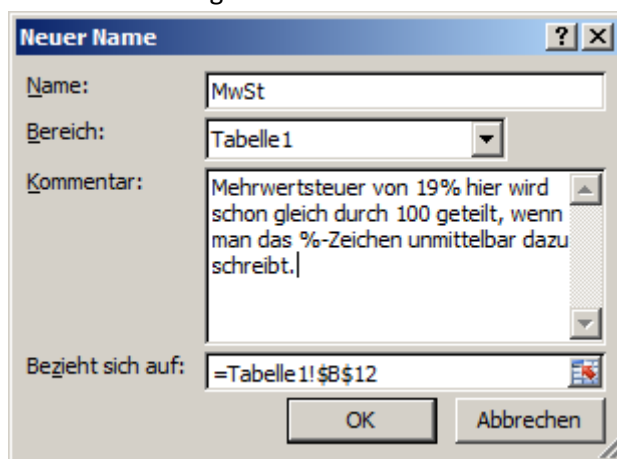 Neuer Name
Name:
MwSt
Bereich:
Tabelle1
Kommentar:
Mehrwertsteuer von 19% hier wird
schon gleich durch 100 geteilt, wenn
man das %-Zeichen unmittelbar dazu
schreibt.
Bezieht sich auf:
=Tabelle1!$B$12
OK
Abbrechen